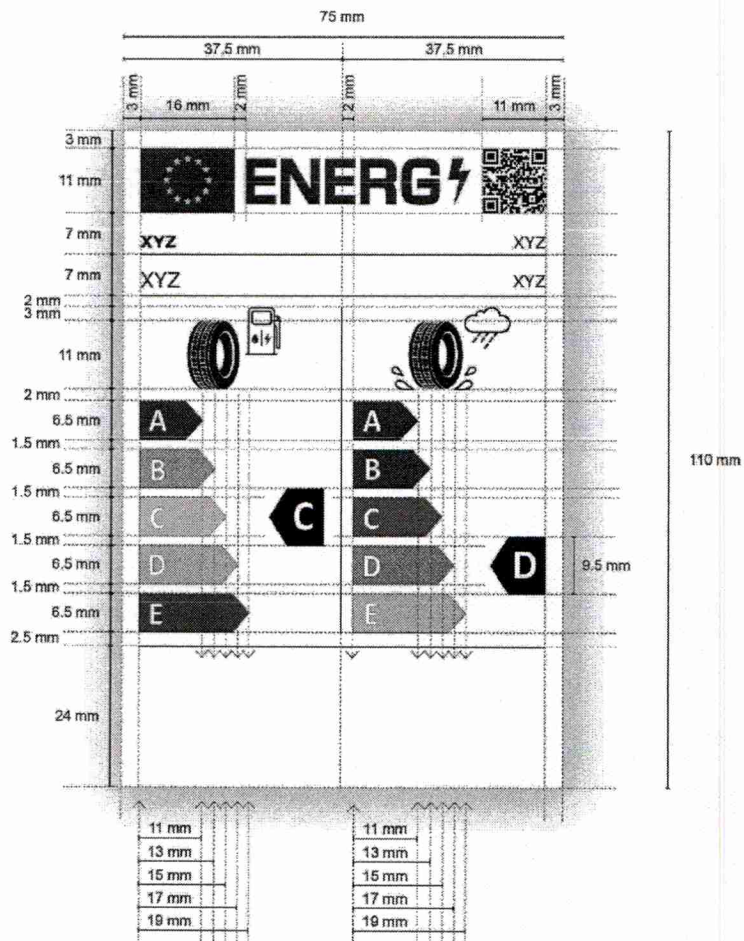 75 mm
37,5 mm 37,5 mm
3 mm 16 mm 2 mm 2 11 mm 3 mm
3 mm
11 mm ENERG
7 mm XYZ XYZ
7 mm XYZ XYZ
2 mm
3 mm
11 mm
2 mm
6.5 mm A A
1.5 mm
6.5 mm B B
1.5 mm
6.5 mm C C C
1.5 mm
6.5 mm D D D 9.5 mm
1.5 mm
6.5 mm E E
2.5 mm
110 mm
24 mm
11 mm 11 mm
13 mm 13 mm
15 mm 15 mm
17 mm 17 mm
19 mm 19 mm